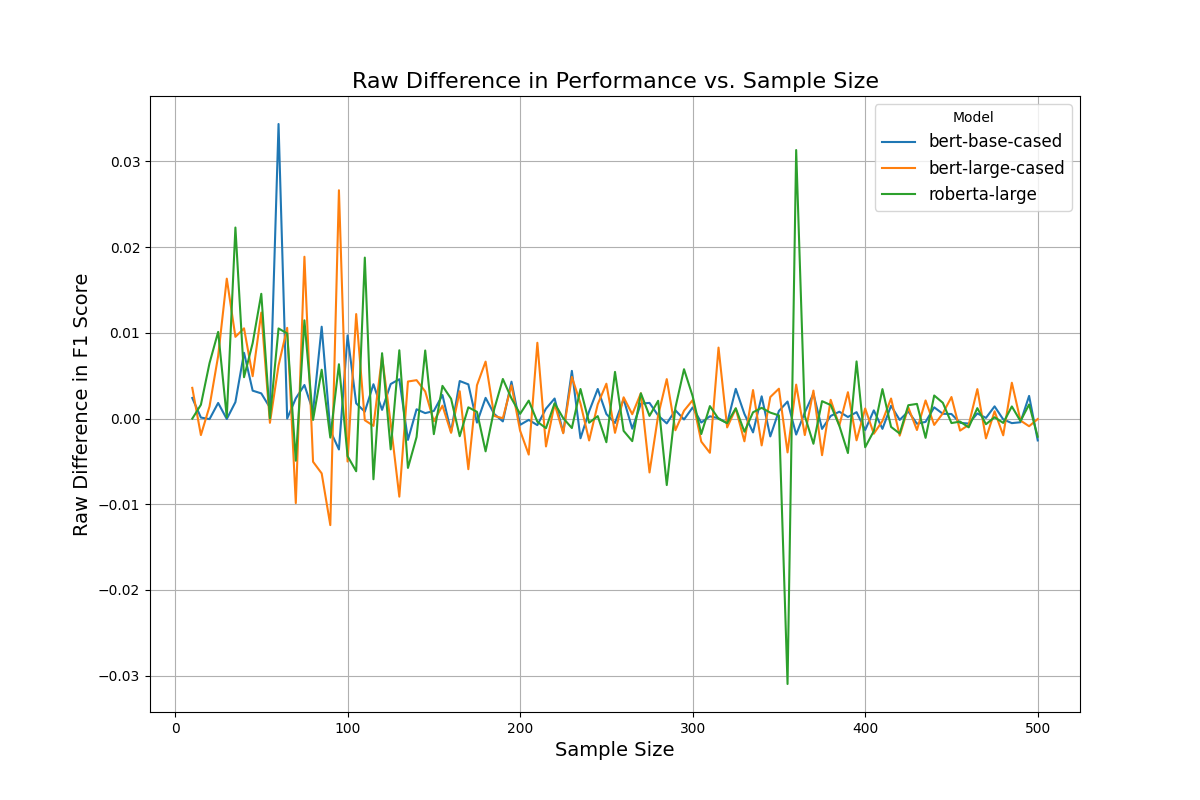 Raw Difference in Performance vs. Sample Size
Raw Difference in F1 Score
0.03
0.02
0.01
0.00
−0.01
−0.02
−0.03
Model
bert-base-cased
bert-large-cased
roberta-large
0 100 200 300 400 500
Sample Size